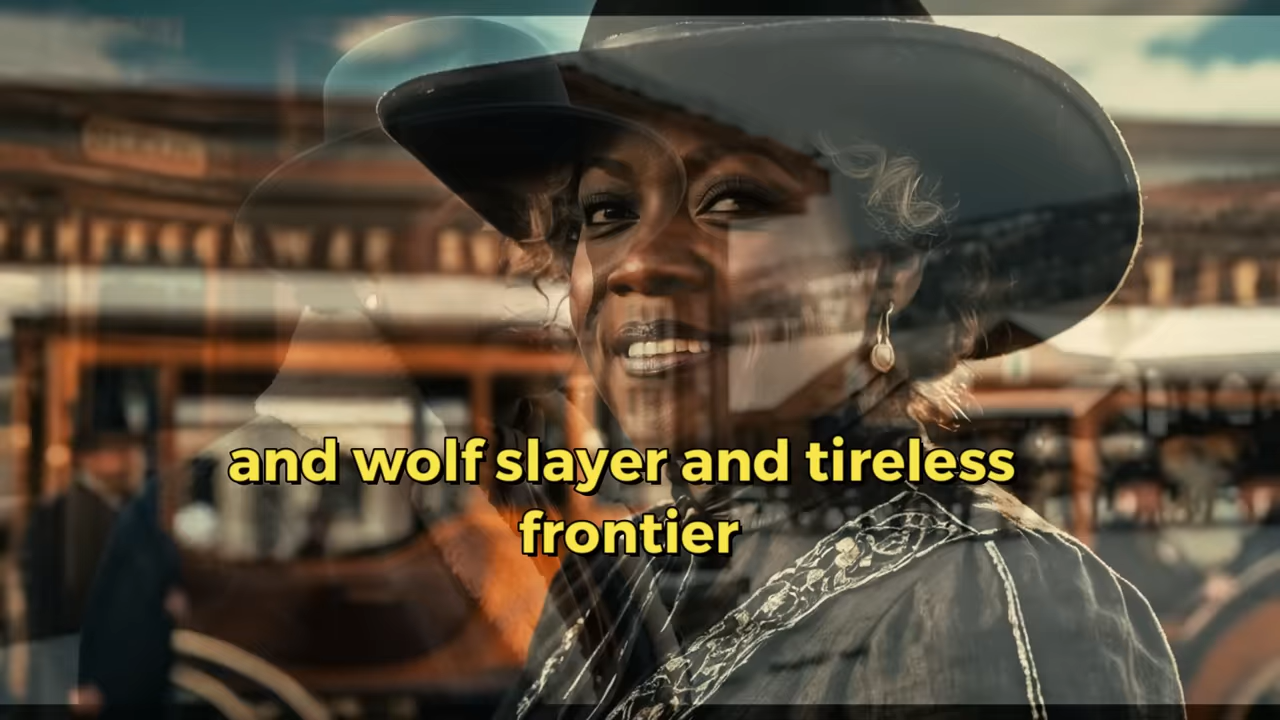 and wolf slayer and tireless
frontier